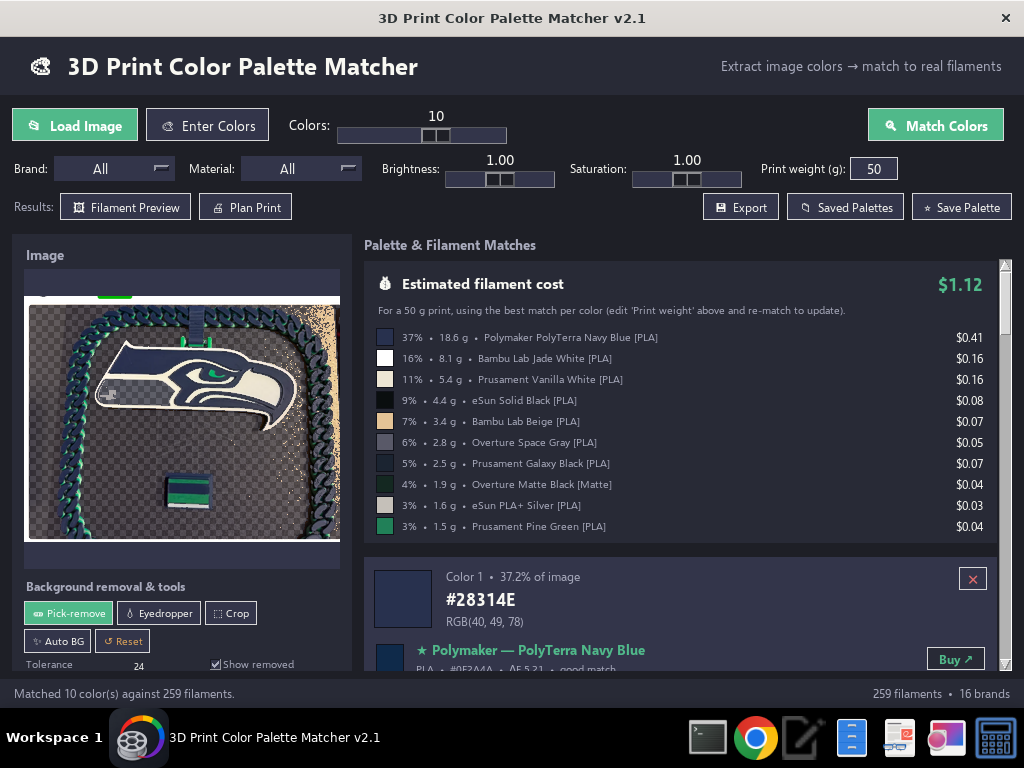 3D Print Color Palette Matcher v2.1
×
3D Print Color Palette Matcher
Extract image colors → match to real filaments
Load Image
Enter Colors
Colors:
10
Match Colors
Brand:
All
Material:
All
Brightness:
1.00
Saturation:
1.00
Print weight (g):
50
Results:
Filament Preview
Plan Print
Export
Saved Palettes
Save Palette
Image
Palette & Filament Matches
Estimated filament cost
$1.12
For a 50 g print, using the best match per color (edit 'Print weight' above and re-match to update).
37% • 18.6 g • Polymaker PolyTerra Navy Blue [PLA] $0.41
16% • 8.1 g • Bambu Lab Jade White [PLA] $0.16
11% • 5.4 g • Prusament Vanilla White [PLA] $0.16
9% • 4.4 g • eSun Solid Black [PLA] $0.08
7% • 3.4 g • Bambu Lab Beige [PLA] $0.07
6% • 2.8 g • Overture Space Gray [PLA] $0.05
5% • 2.5 g • Prusament Galaxy Black [PLA] $0.07
4% • 1.9 g • Overture Matte Black [Matte] $0.04
3% • 1.6 g • eSun PLA+ Silver [PLA] $0.03
3% • 1.5 g • Prusament Pine Green [PLA] $0.04
Color 1 • 37.2% of image
#28314E
RGB(40, 49, 78)
★ Polymaker — PolyTerra Navy Blue
PLA • #0F2A4A • ΔE 5.21 • good match
Buy ↗
Background removal & tools
Pick-remove
Eyedropper
Crop
Auto BG
↺ Reset
Tolerance
24
Show removed
Matched 10 color(s) against 259 filaments.
259 filaments • 16 brands
Workspace 1
3D Print Color Palette Matcher v2.1